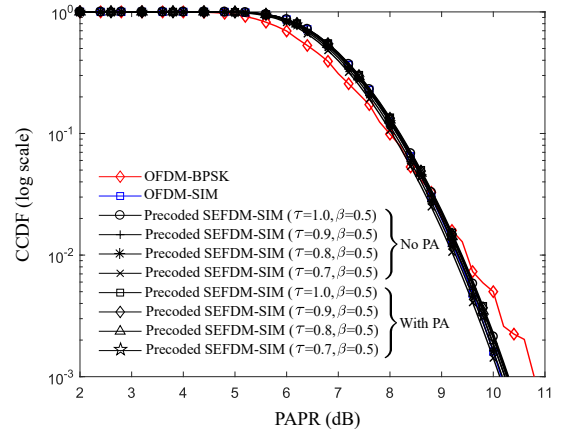 10⁰
10⁻¹
10⁻²
10⁻³
CCDF (log scale)
OFDM-BPSK
OFDM-SIM
Precoded SEFDM-SIM (τ=1.0,β=0.5)
Precoded SEFDM-SIM (τ=0.9,β=0.5)
Precoded SEFDM-SIM (τ=0.8,β=0.5)
Precoded SEFDM-SIM (τ=0.7,β=0.5)
No PA
Precoded SEFDM-SIM (τ=1.0,β=0.5)
Precoded SEFDM-SIM (τ=0.9,β=0.5)
Precoded SEFDM-SIM (τ=0.8,β=0.5)
Precoded SEFDM-SIM (τ=0.7,β=0.5)
With PA
2 3 4 5 6 7 8 9 10 11
PAPR (dB)